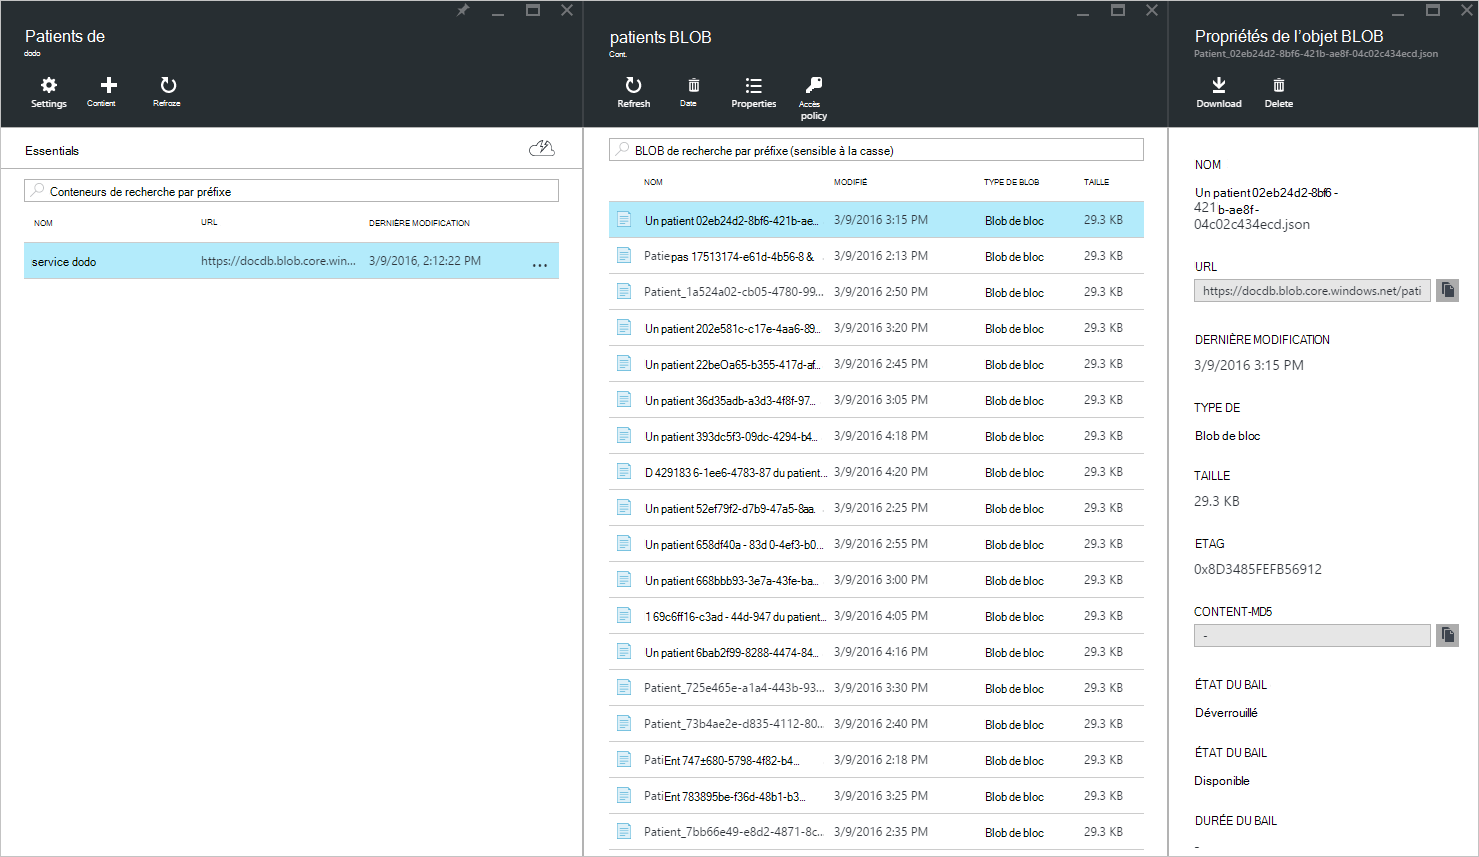 Patients de
dodo
Settings
Contient
Refroze
Essentials
Conteneurs de recherche par préfixe
NOM URL DERNIÈRE MODIFICATION
service dodo https://docdb.blob.core.win... 3/9/2016, 2:12:22 PM ...
patients BLOB
Cont.
Refresh
Date
Properties
Accès
policy
BLOB de recherche par préfixe (sensible à la casse)
NOM MODIFIÉ TYPE DE BLOB TAILLE
Un patient 02eb24d2-8bf6-421b-ae... 3/9/2016 3:15 PM Blob de bloc 29.3 KB
Patiepas 17513174-e61d-4b56-8 & 3/9/2016 2:13 PM Blob de bloc 29.3 KB
Patient_1a524a02-cb05-4780-99... 3/9/2016 2:50 PM Blob de bloc 29.3 KB
Un patient 202e581c-c17e-4aa6-89... 3/9/2016 3:20 PM Blob de bloc 29.3 KB
Un patient 22beOa65-b355-417d-af... 3/9/2016 2:45 PM Blob de bloc 29.3 KB
Un patient 36d35adb-a3d3-4f8f-97... 3/9/2016 3:05 PM Blob de bloc 29.3 KB
Un patient 393dc5f3-09dc-4294-b4... 3/9/2016 4:18 PM Blob de bloc 29.3 KB
D 429183 6-1ee6-4783-87 du patient... 3/9/2016 4:20 PM Blob de bloc 29.3 KB
Un patient 52ef79f2-d7b9-47a5-8aa. 3/9/2016 2:25 PM Blob de bloc 29.3 KB
Un patient 658df40a - 83d 0-4ef3-b0... 3/9/2016 2:55 PM Blob de bloc 29.3 KB
Un patient 668bbb93-3e7a-43fe-ba... 3/9/2016 3:00 PM Blob de bloc 29.3 KB
1 69c6ff16-c3ad - 44d-947 du patient... 3/9/2016 4:05 PM Blob de bloc 29.3 KB
Un patient 6bab2f99-8288-4474-84... 3/9/2016 4:16 PM Blob de bloc 29.3 KB
Patient_725e465e-a1a4-443b-93... 3/9/2016 3:30 PM Blob de bloc 29.3 KB
Patient_73b4ae2e-d835-4112-80... 3/9/2016 2:40 PM Blob de bloc 29.3 KB
PatiEnt 747±680-5798-4f82-b4... 3/9/2016 2:18 PM Blob de bloc 29.3 KB
PatiEnt 783895be-f36d-48b1-b3... 3/9/2016 3:25 PM Blob de bloc 29.3 KB
Patient_7bb66e49-e8d2-4871-8c... 3/9/2016 2:35 PM Blob de bloc 29.3 KB
Propriétés de l'objet BLOB
Patient_02eb24d2-8bf6-421b-ae8f-04c02c434ecd.json
Download
Delete
NOM
Un patient 02eb24d2-8bf6 -
421 b-ae8f -
04c02c434ecd.json
URL
https://docdb.blob.core.windows.net/pati
DERNIÈRE MODIFICATION
3/9/2016 3:15 PM
TYPE DE
Blob de bloc
TAILLE
29.3 KB
ETAG
0x8D3485FEFB56912
CONTENT-MD5
-
ÉTAT DU BAIL
Déverrouillé
ÉTAT DU BAIL
Disponible
DURÉE DU BAIL
-